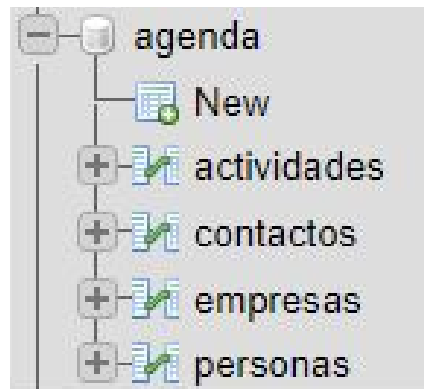 agenda
New
actividades
contactos
empresas
personas